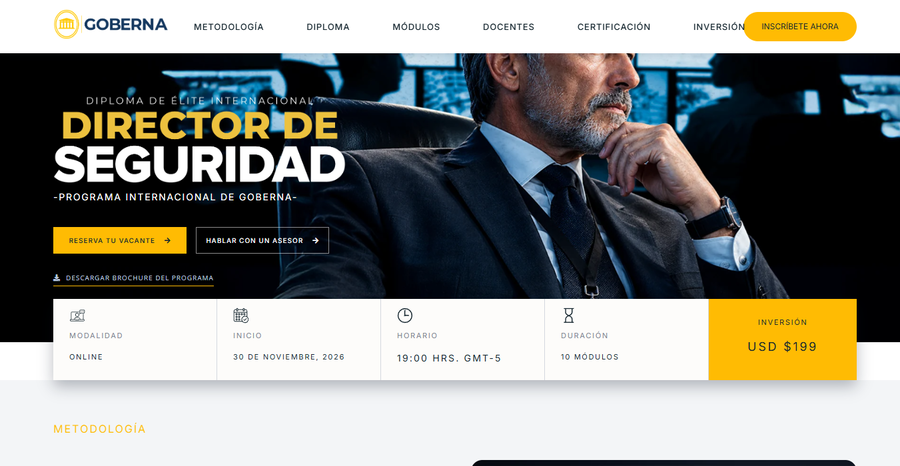 GOBERNA
METODOLOGÍA
DIPLOMA
MÓDULOS
DOCENTES
CERTIFICACIÓN
INVERSIÓN
INSCRÍBETE AHORA
DIPLOMA DE ÉLITE INTERNACIONAL
DIRECTOR DE
SEGURIDAD
-PROGRAMA INTERNACIONAL DE GOBERNA-
RESERVA TU VACANTE
HABLAR CON UN ASESOR
DESCARGAR BROCHURE DEL PROGRAMA
MODALIDAD
ONLINE
INICIO
30 DE NOVIEMBRE, 2026
HORARIO
19:00 HRS. GMT-5
DURACIÓN
10 MÓDULOS
INVERSIÓN
USD $199
METODOLOGÍA